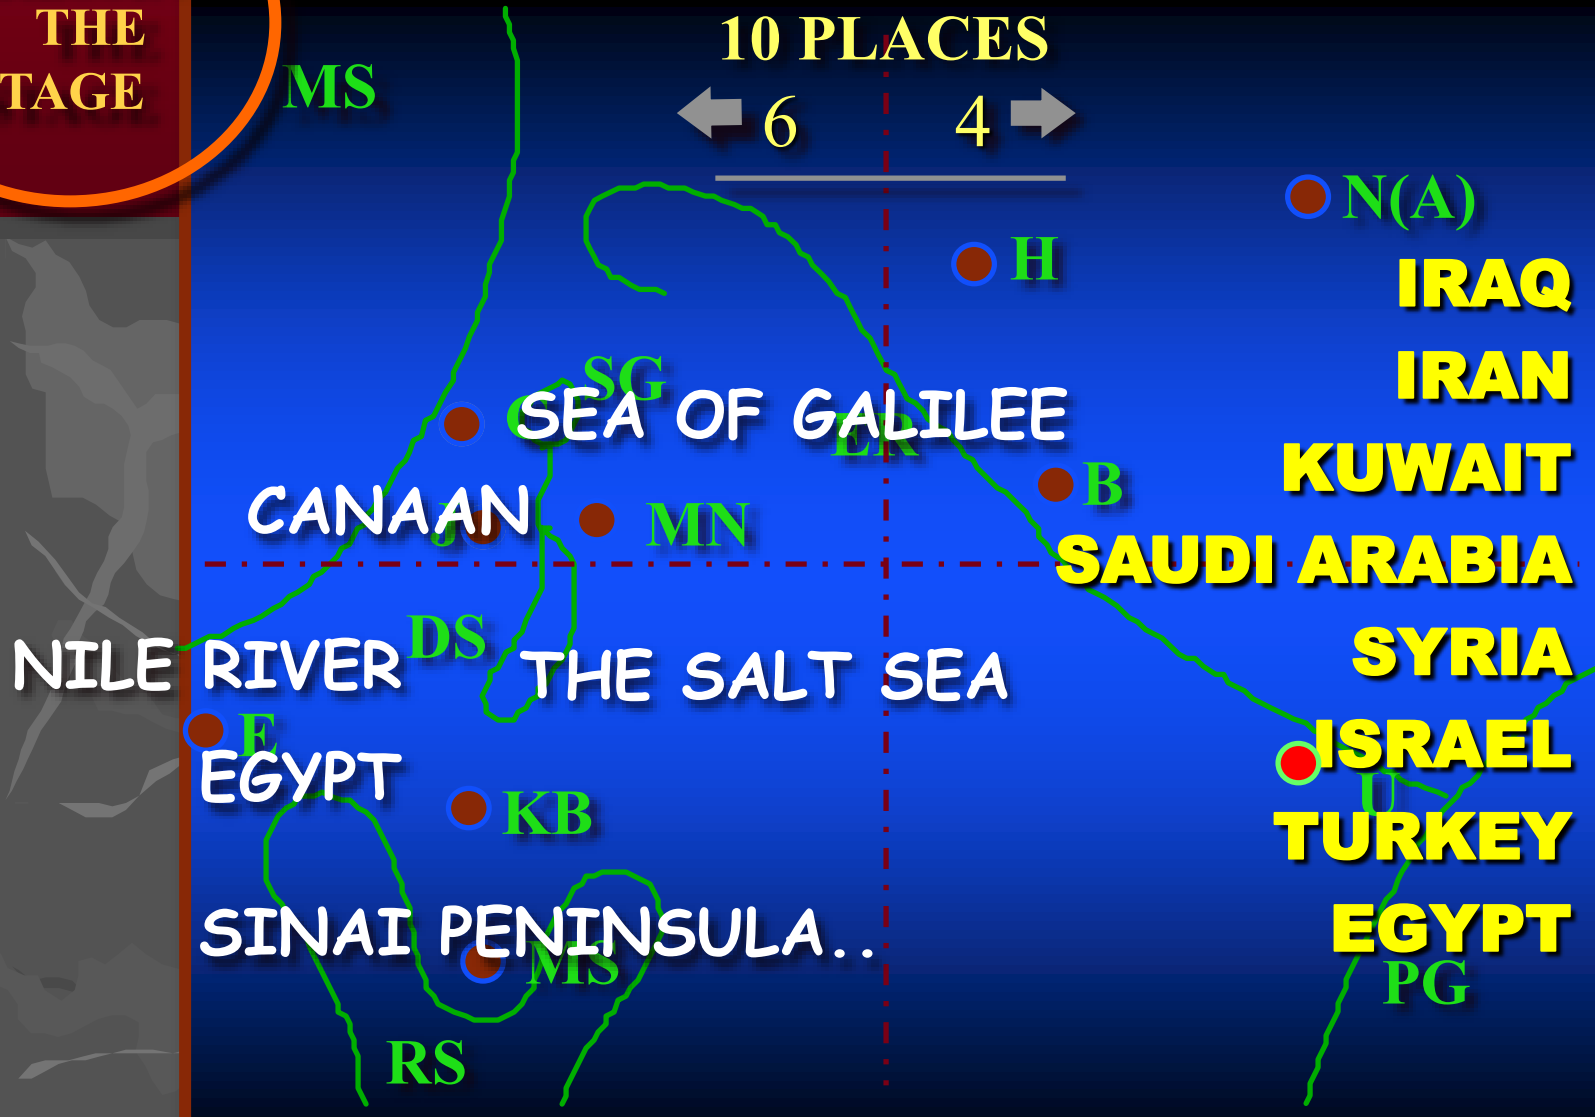 THE
TAGE
MS
10 PLACES
6 4
N(A)
H
IRAQ
IRAN
SG
SEA OF GALILEE
ER
KUWAIT
B
CANAAN
J
MN
SAUDI ARABIA
DS
NILE RIVER
THE SALT SEA
SYRIA
E
EGYPT
ISRAEL
U
KB
TURKEY
SINAI PENINSULA..
EGYPT
MS
PG
RS